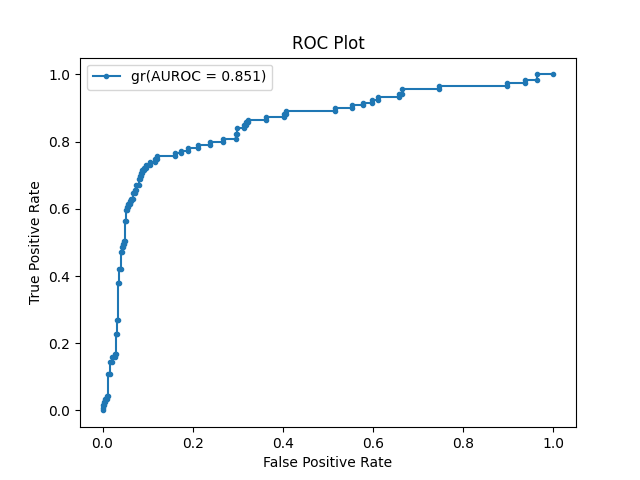 ROC Plot
gr(AUROC = 0.851)
1.0
0.8
0.6
0.4
0.2
0.0
True Positive Rate
0.0 0.2 0.4 0.6 0.8 1.0
False Positive Rate